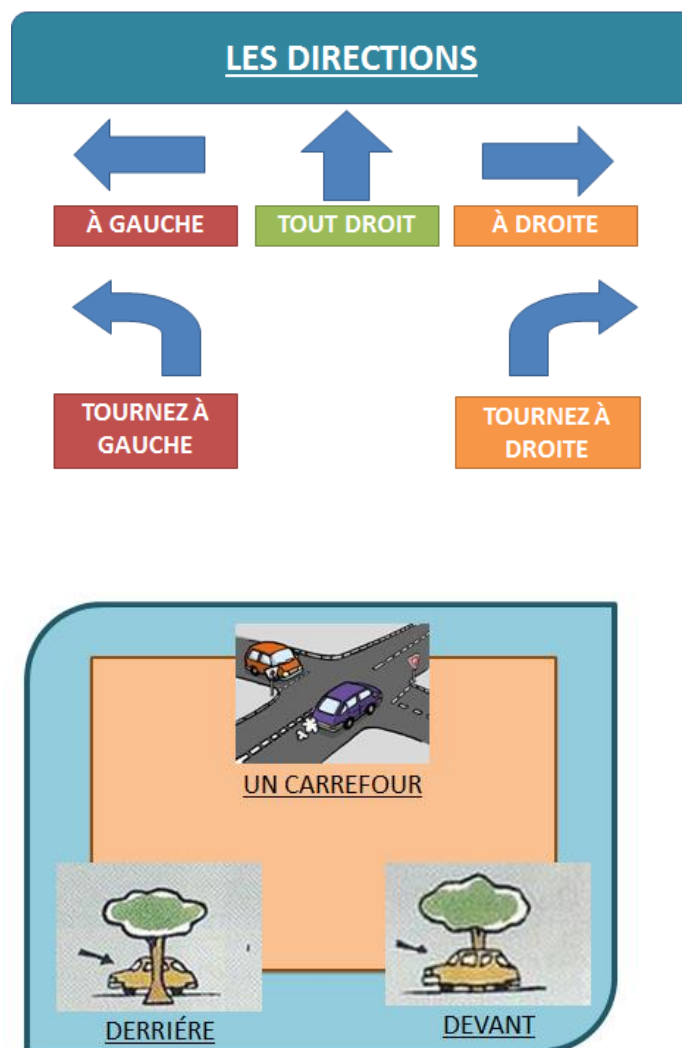 LES DIRECTIONS
À GAUCHE
TOUT DROIT
À DROITE
TOURNEZ À
GAUCHE
TOURNEZ À
DROITE
UN CARREFOUR
DERRIÉRE
DEVANT